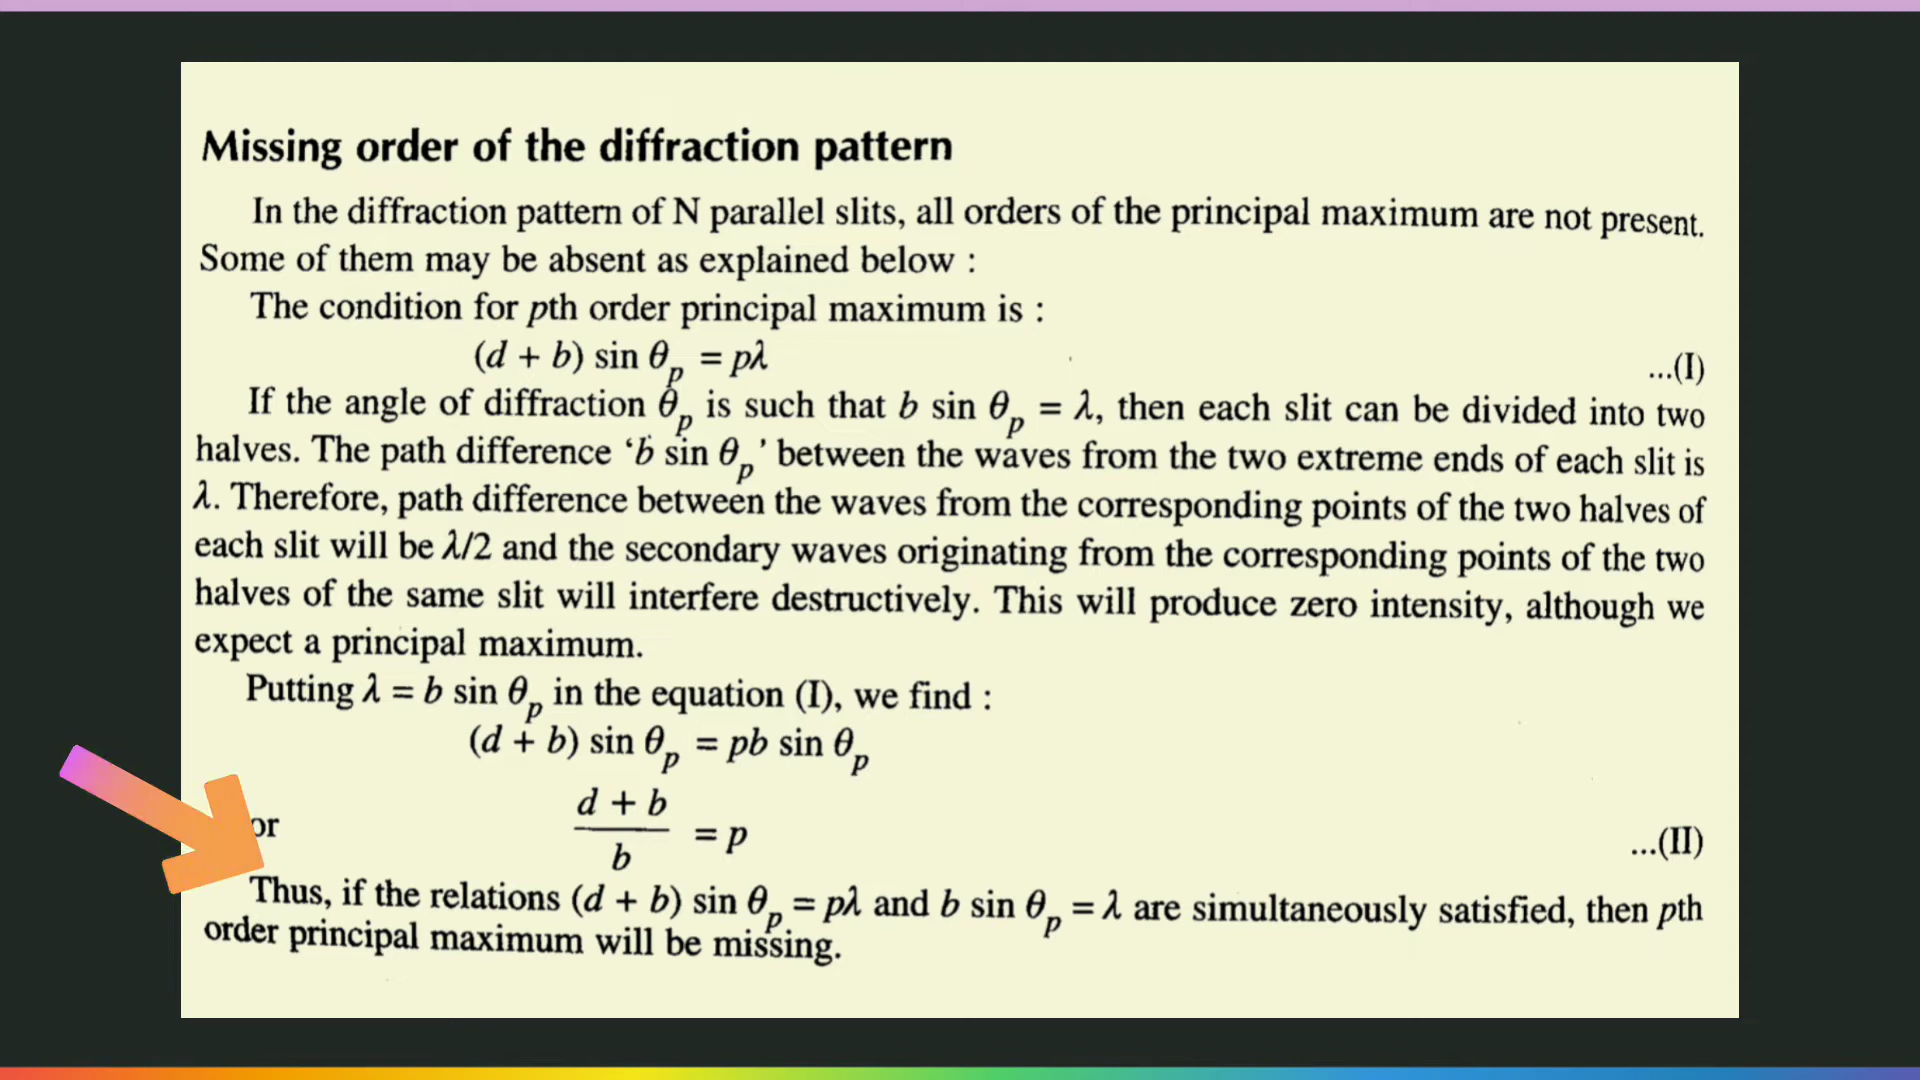 Missing order of the diffraction pattern
In the diffraction pattern of N parallel slits, all orders of the principal maximum are not present.
Some of them may be absent as explained below :
The condition for pth order principal maximum is :
(d + b) sin θₚ = pλ ...(I)
If the angle of diffraction θₚ is such that b sin θₚ = λ, then each slit can be divided into two
halves. The path difference ‘b sin θₚ’ between the waves from the two extreme ends of each slit is
λ. Therefore, path difference between the waves from the corresponding points of the two halves of
each slit will be λ/2 and the secondary waves originating from the corresponding points of the two
halves of the same slit will interfere destructively. This will produce zero intensity, although we
expect a principal maximum.
Putting λ = b sin θₚ in the equation (I), we find :
(d + b) sin θₚ = pb sin θₚ
or (d + b)/b = p ...(II)
Thus, if the relations (d + b) sin θₚ = pλ and b sin θₚ = λ are simultaneously satisfied, then pth
order principal maximum will be missing.